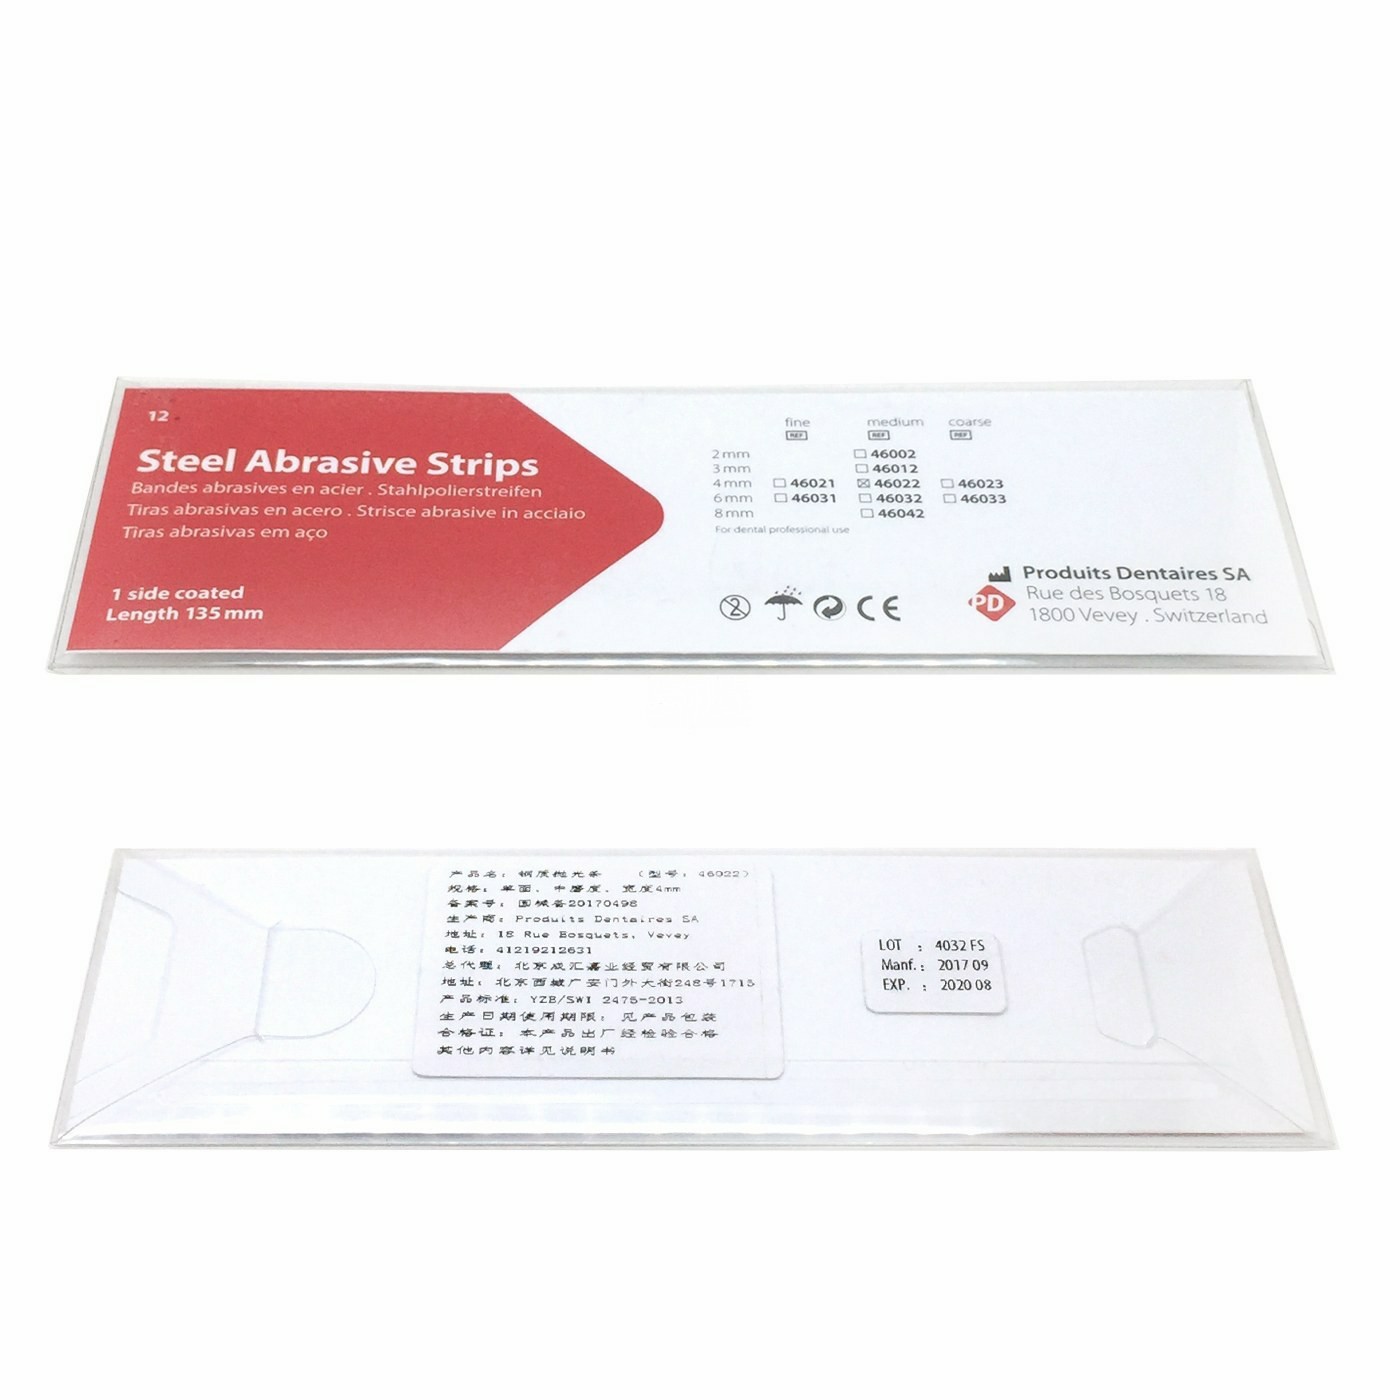 12
Steel Abrasive Strips
Bandes abrasives en acier . Stahlpolierstreifen
Tiras abrasivas en acero . Strisce abrasive in acciaio
Tiras abrasivas em aço
1 side coated
Length 135 mm
fine medium coarse
REF REF REF
2 mm 46002
3 mm 46012
4 mm 46021 46022 46023
6 mm 46031 46032 46033
8 mm 46042
For dental professional use
2
CE
PD
Produits Dentaires SA
Rue des Bosquets 18
1800 Vevey . Switzerland
产品名：钢质抛光条 （型号：46022）
规格：单面、中磨度、宽度4mm
备案号：国械备20170498
生产商：Produits Dentaires SA
地址：18 Rue Bosquets, Vevey
电话：41219212631
总代理：北京成汇嘉业经贸有限公司
地址：北京西城广安门外大街248号1715
产品标准：YZB/SWI 2475-2013
生产日期使用期限：见产品包装
合格证：本产品出厂经检验合格
其他内容详见说明书
LOT : 4032 FS
Manf. : 2017 09
EXP. : 2020 08